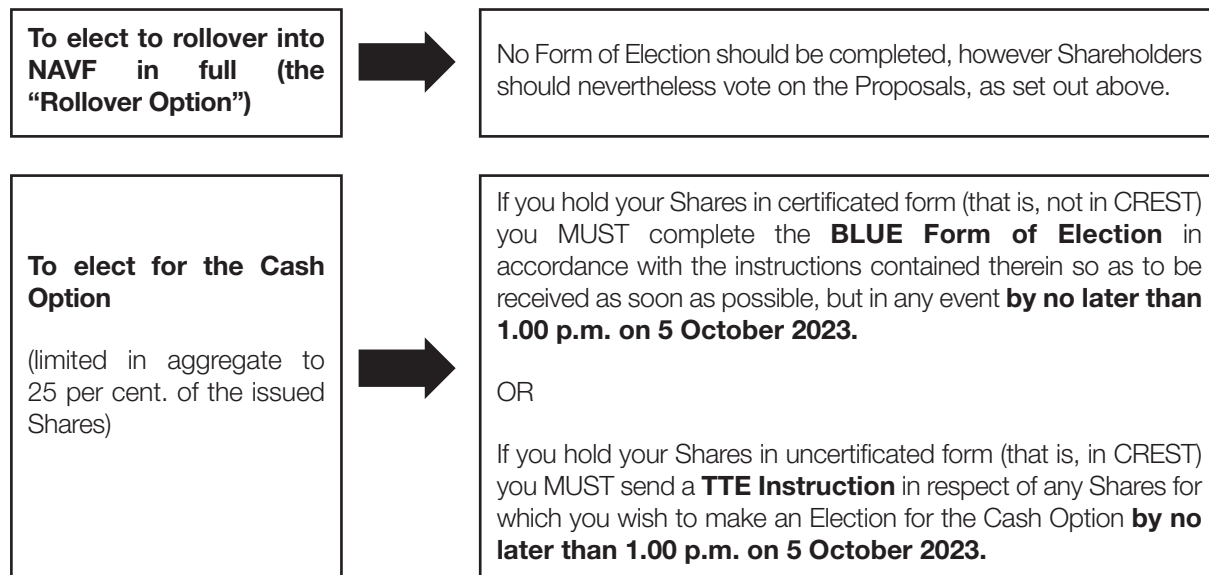 To elect to rollover into
NAVF in full (the
“Rollover Option”)
No Form of Election should be completed, however Shareholders
should nevertheless vote on the Proposals, as set out above.
To elect for the Cash
Option
(limited in aggregate to
25 per cent. of the issued
Shares)
If you hold your Shares in certificated form (that is, not in CREST)
you MUST complete the BLUE Form of Election in
accordance with the instructions contained therein so as to be
received as soon as possible, but in any event by no later than
1.00 p.m. on 5 October 2023.
OR
If you hold your Shares in uncertificated form (that is, in CREST)
you MUST send a TTE Instruction in respect of any Shares for
which you wish to make an Election for the Cash Option by no
later than 1.00 p.m. on 5 October 2023.